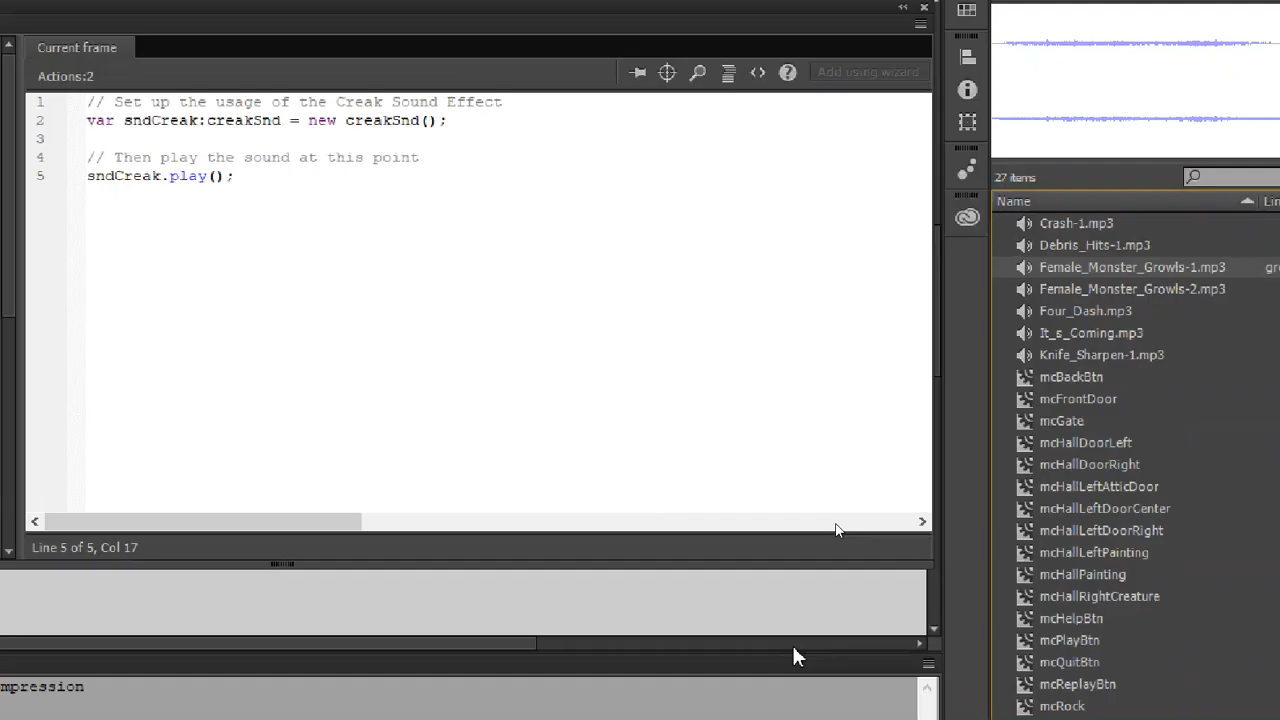 Current frame
Actions:2
Add using wizard
1 // Set up the usage of the Creak Sound Effect
2 var sndCreak:creakSnd = new creakSnd();
3
4 // Then play the sound at this point
5 sndCreak.play();
Line 5 of 5, Col 17
mpression
27 items
Name Lin
Crash-1.mp3
Debris_Hits-1.mp3
Female_Monster_Growls-1.mp3 gr
Female_Monster_Growls-2.mp3
Four_Dash.mp3
It_s_Coming.mp3
Knife_Sharpen-1.mp3
mcBackBtn
mcFrontDoor
mcGate
mcHallDoorLeft
mcHallDoorRight
mcHallLeftAtticDoor
mcHallLeftDoorCenter
mcHallLeftDoorRight
mcHallLeftPainting
mcHallPainting
mcHallRightCreature
mcHelpBtn
mcPlayBtn
mcQuitBtn
mcReplayBtn
mcRock